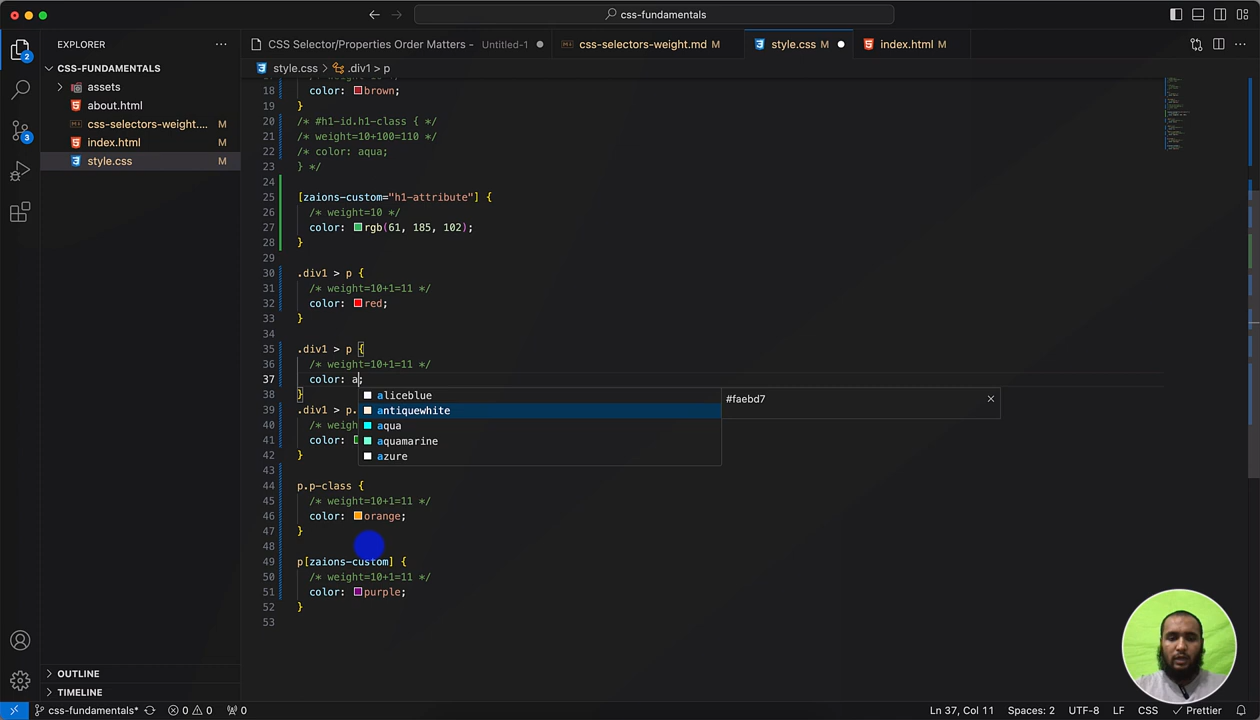 css-fundamentals
EXPLORER
CSS Selector/Properties Order Matters - Untitled-1
css-selectors-weight.md M
style.css M
index.html M
CSS-FUNDAMENTALS
style.css > .div1 > p
assets
about.html
css-selectors-weight.... M
index.html M
style.css M
2
3
18 color: brown;
19 }
20 /* #h1-id.h1-class { */
21 /* weight=10+100=110 */
22 /* color: aqua;
23 } */
24
25 [zaions-custom="h1-attribute"] {
26 /* weight=10 */
27 color: rgb(61, 185, 102);
28 }
29
30 .div1 > p {
31 /* weight=10+1=11 */
32 color: red;
33 }
34
35 .div1 > p {
36 /* weight=10+1=11 */
37 color: a;
38 }
aliceblue
antiquewhite
aqua
aquamarine
azure
#faebd7
39 .div1 > p.
40 /* weigh
41 color:
42 }
43
44 p.p-class {
45 /* weight=10+1=11 */
46 color: orange;
47 }
48
49 p[zaions-custom] {
50 /* weight=10+1=11 */
51 color: purple;
52 }
53
OUTLINE
TIMELINE
css-fundamentals* 0 0 0
Ln 37, Col 11 Spaces: 2 UTF-8 LF CSS Prettier